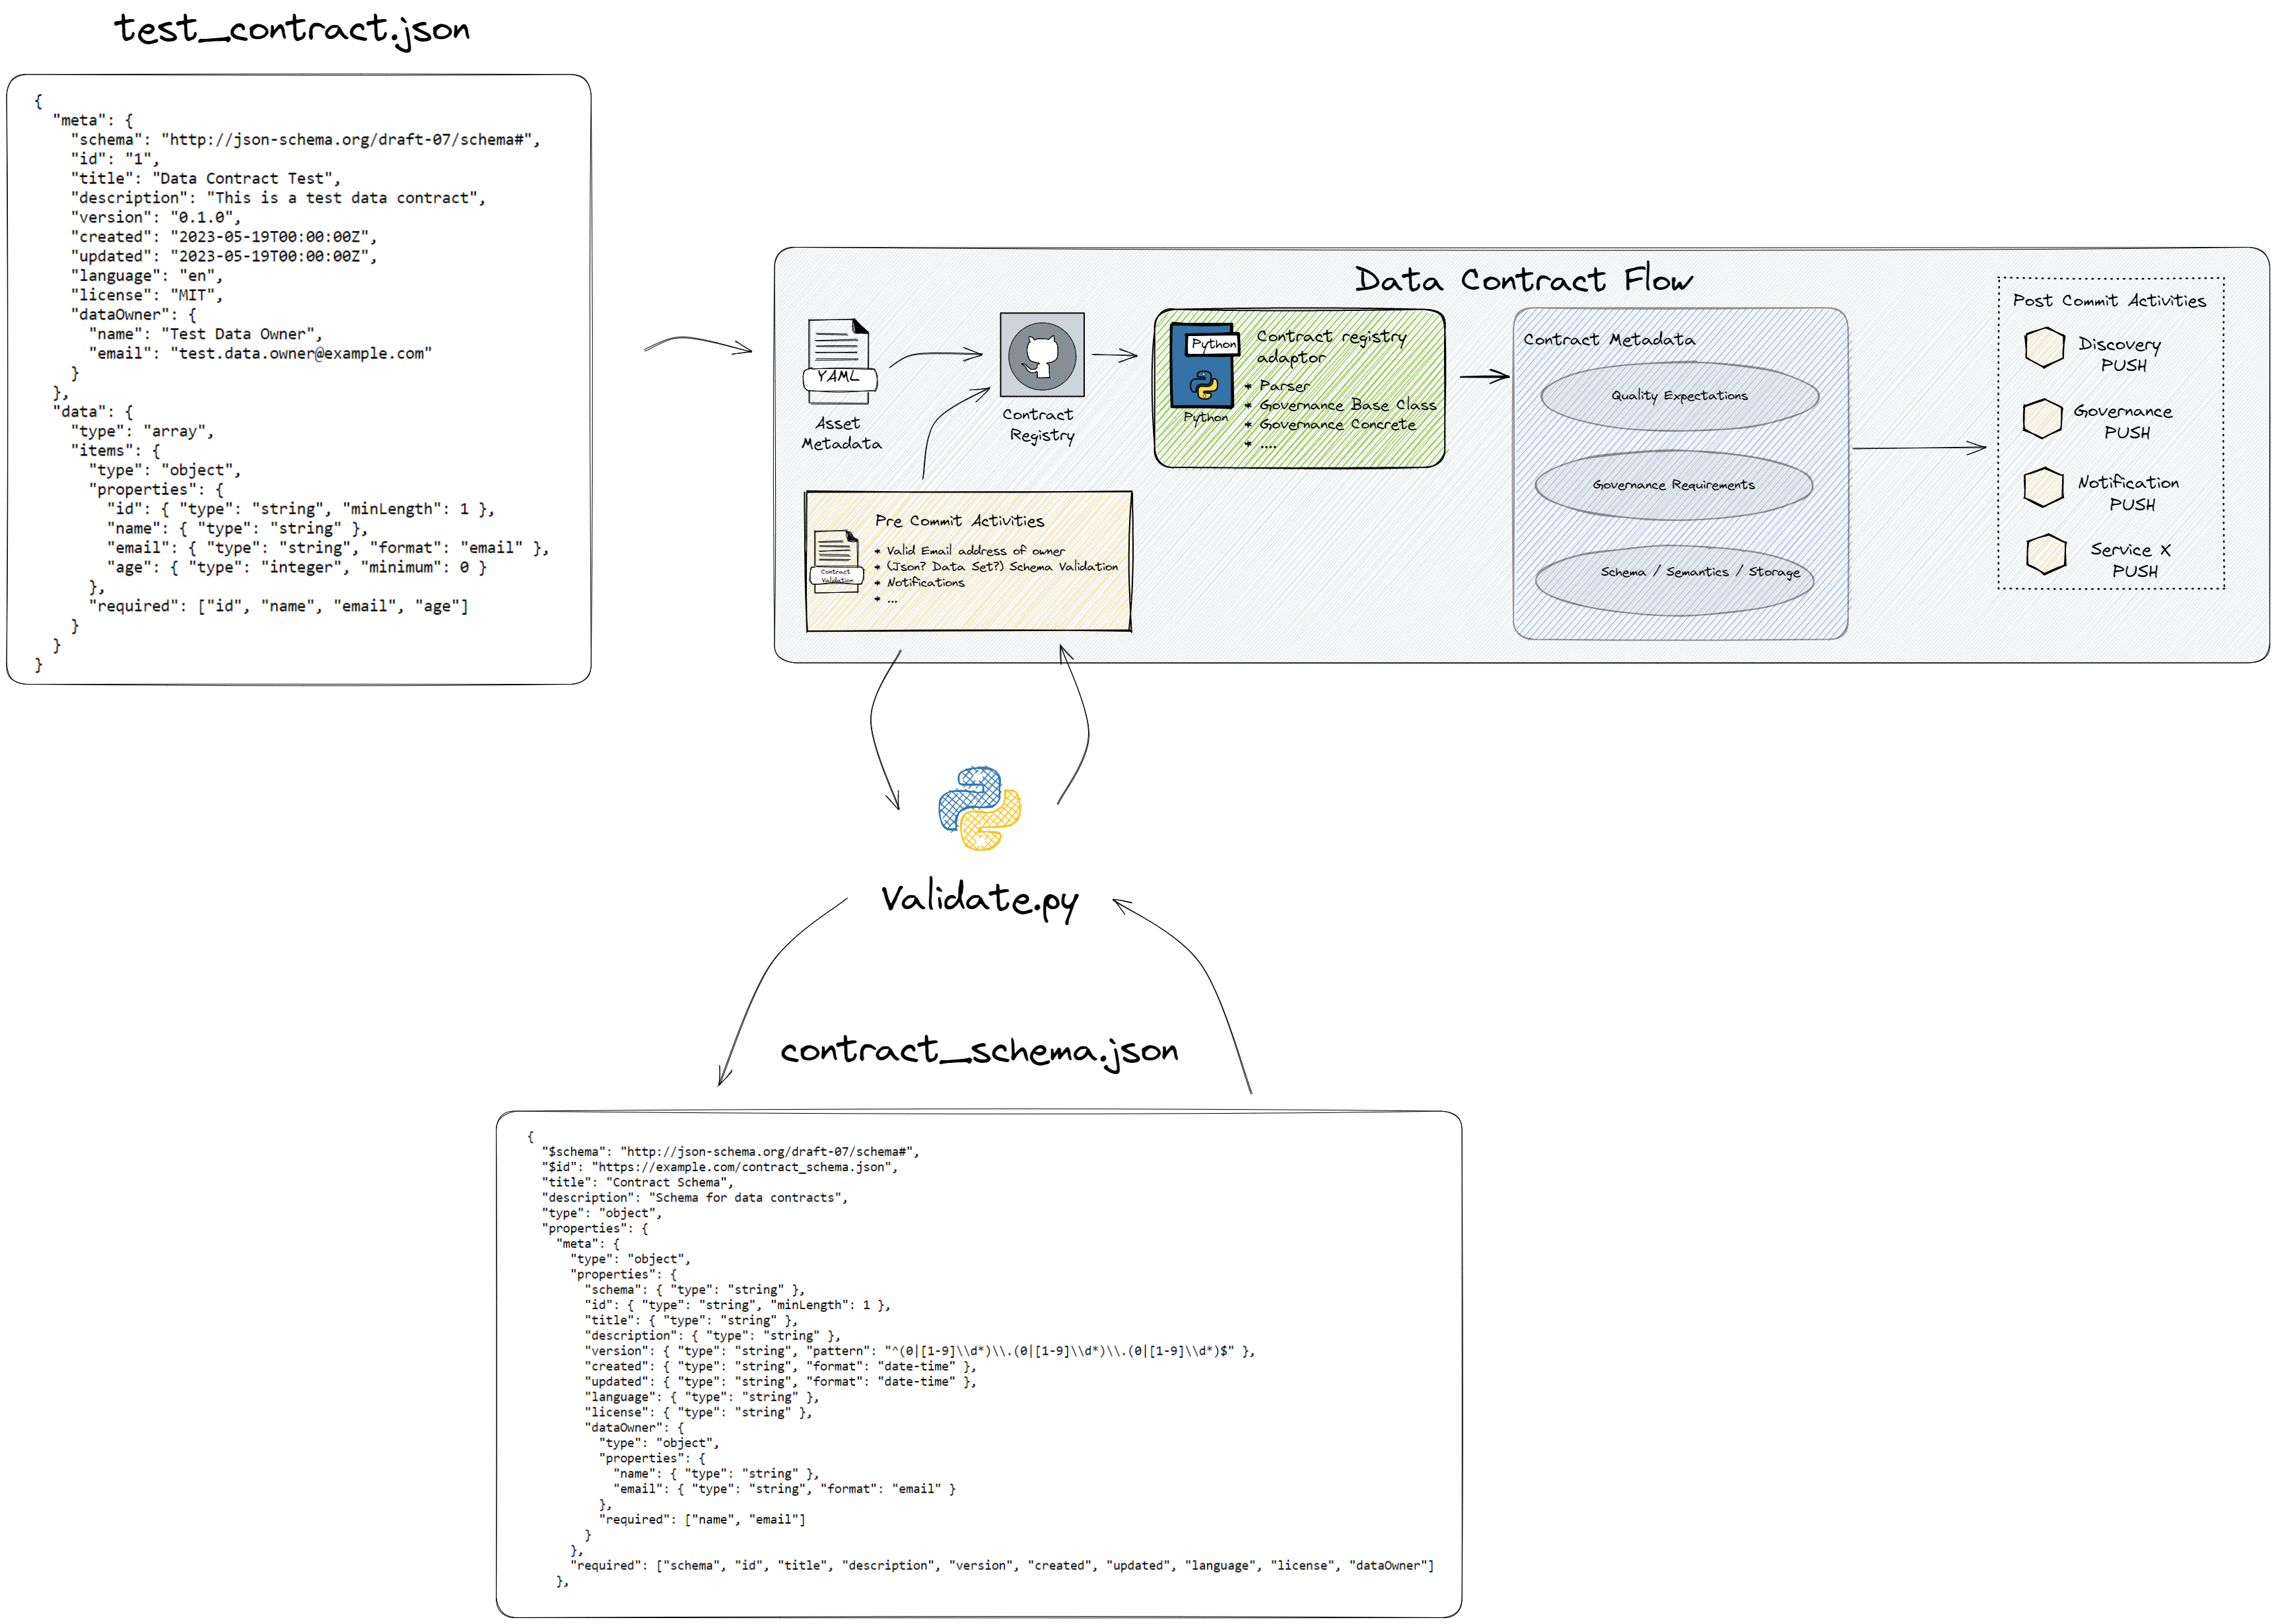 test_contract.json
{
  "meta": {
    "schema": "http://json-schema.org/draft-07/schema#",
    "id": "1",
    "title": "Data Contract Test",
    "description": "This is a test data contract",
    "version": "0.1.0",
    "created": "2023-05-19T00:00:00Z",
    "updated": "2023-05-19T00:00:00Z",
    "language": "en",
    "license": "MIT",
    "dataOwner": {
      "name": "Test Data Owner",
      "email": "test.data.owner@example.com"
    }
  },
  "data": {
    "type": "array",
    "items": {
      "type": "object",
      "properties": {
        "id": { "type": "string", "minLength": 1 },
        "name": { "type": "string" },
        "email": { "type": "string", "format": "email" },
        "age": { "type": "integer", "minimum": 0 }
      },
      "required": ["id", "name", "email", "age"]
    }
  }
}
Data Contract Flow
YAML
Asset
Metadata
Contract
Registry
Python
Python
Contract registry
adaptor
* Parser
* Governance Base Class
* Governance Concrete
* ....
Contract Metadata
Quality Expectations
Governance Requirements
Schema / Semantics / Storage
Post Commit Activities
Discovery
PUSH
Governance
PUSH
Notification
PUSH
Service X
PUSH
Pre Commit Activities
Contract
Validation
* Valid Email address of owner
* (Json? Data Set?) Schema Validation
* Notifications
* ...
Validate.py
contract_schema.json
{
  "$schema": "http://json-schema.org/draft-07/schema#",
  "$id": "https://example.com/contract_schema.json",
  "title": "Contract Schema",
  "description": "Schema for data contracts",
  "type": "object",
  "properties": {
    "meta": {
      "type": "object",
      "properties": {
        "schema": { "type": "string" },
        "id": { "type": "string", "minLength": 1 },
        "title": { "type": "string" },
        "description": { "type": "string" },
        "version": { "type": "string", "pattern": "^(0|[1-9]\\d*)\\.(0|[1-9]\\d*)\\.(0|[1-9]\\d*)$" },
        "created": { "type": "string", "format": "date-time" },
        "updated": { "type": "string", "format": "date-time" },
        "language": { "type": "string" },
        "license": { "type": "string" },
        "dataOwner": {
          "type": "object",
          "properties": {
            "name": { "type": "string" },
            "email": { "type": "string", "format": "email" }
          },
          "required": ["name", "email"]
        }
      },
      "required": ["schema", "id", "title", "description", "version", "created", "updated", "language", "license", "dataOwner"]
    },